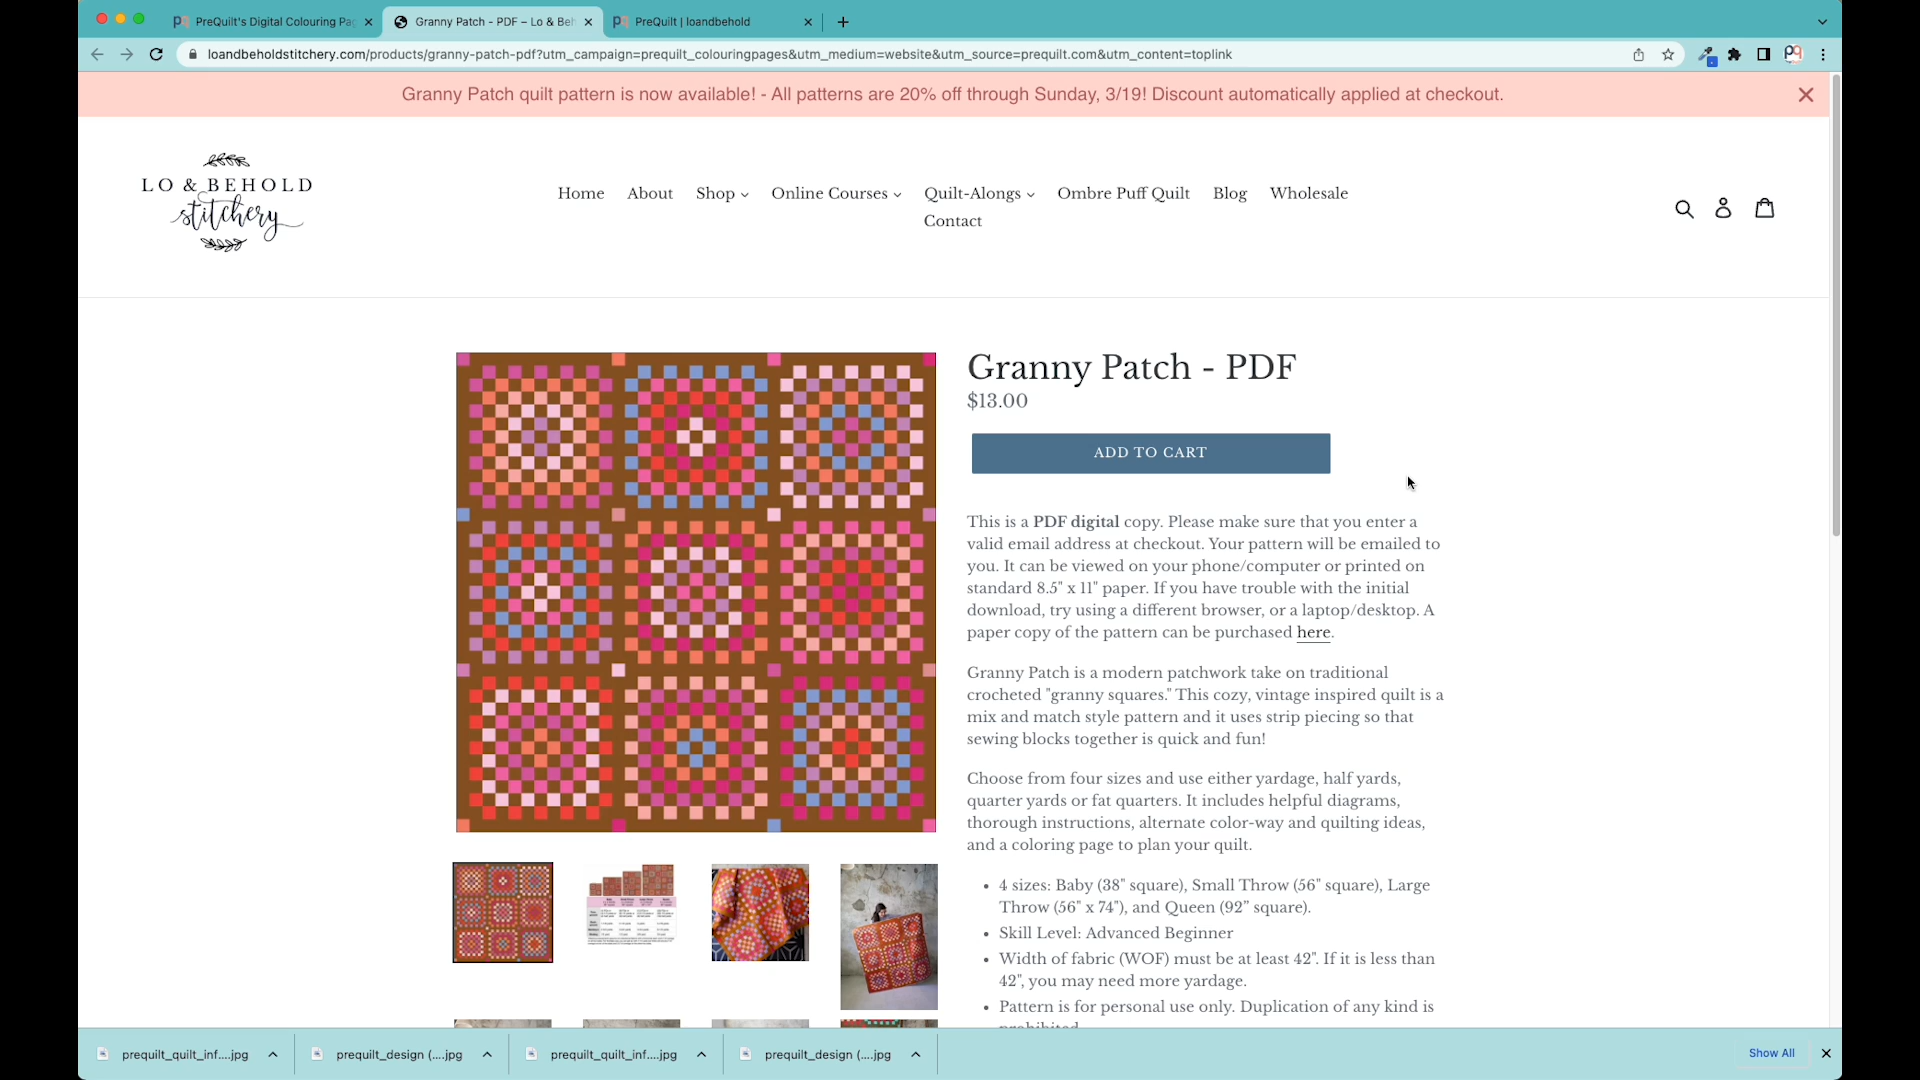 PreQuilt's Digital Colouring Pa
Granny Patch - PDF – Lo & Beh
PreQuilt | loandbehold
loandbeholdstitchery.com/products/granny-patch-pdf?utm_campaign=prequilt_colouringpages&utm_medium=website&utm_source=prequilt.com&utm_content=toplink
Granny Patch quilt pattern is now available! - All patterns are 20% off through Sunday, 3/19! Discount automatically applied at checkout.
LO & BEHOLD
stitchery
Home About Shop Online Courses Quilt-Alongs Ombre Puff Quilt Blog Wholesale
Contact
Granny Patch - PDF
$13.00
ADD TO CART
This is a PDF digital copy. Please make sure that you enter a
valid email address at checkout. Your pattern will be emailed to
you. It can be viewed on your phone/computer or printed on
standard 8.5" x 11" paper. If you have trouble with the initial
download, try using a different browser, or a laptop/desktop. A
paper copy of the pattern can be purchased here.
Granny Patch is a modern patchwork take on traditional
crocheted "granny squares." This cozy, vintage inspired quilt is a
mix and match style pattern and it uses strip piecing so that
sewing blocks together is quick and fun!
Choose from four sizes and use either yardage, half yards,
quarter yards or fat quarters. It includes helpful diagrams,
thorough instructions, alternate color-way and quilting ideas,
and a coloring page to plan your quilt.
• 4 sizes: Baby (38" square), Small Throw (56" square), Large
Throw (56" x 74"), and Queen (92” square).
• Skill Level: Advanced Beginner
• Width of fabric (WOF) must be at least 42". If it is less than
42", you may need more yardage.
• Pattern is for personal use only. Duplication of any kind is
prohibited
prequilt_quilt_inf....jpg
prequilt_design (....jpg
prequilt_quilt_inf....jpg
prequilt_design (....jpg
Show All